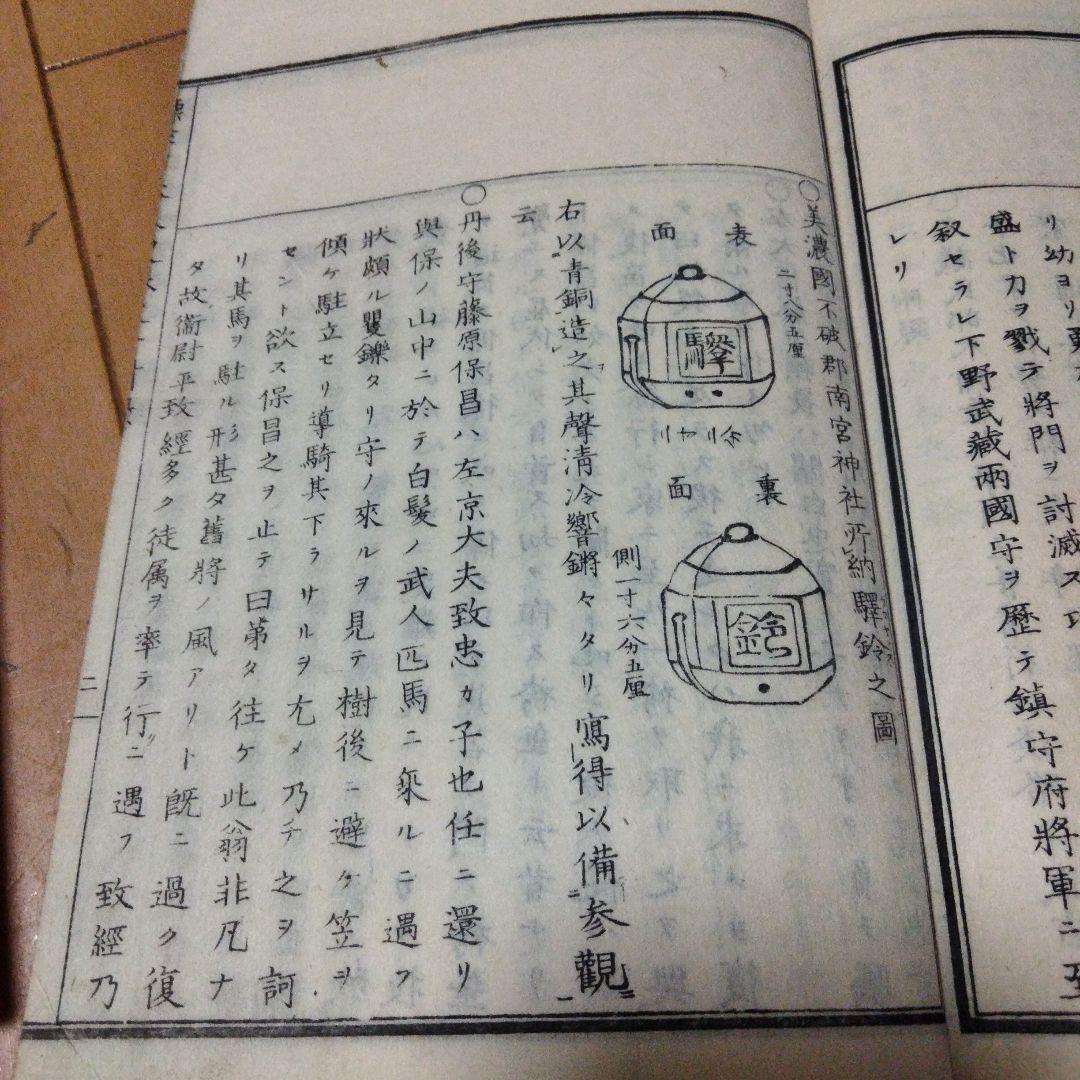 リ幼ヨリ
盛ト力ヲ戮テ將門ヲ討滅ス功
叙セラレ下野武藏兩國守ヲ歷テ鎮守府將軍ニ至
レリ
○美濃國不破郡南宮神社所納驛鈴之圖
表面
二寸八分五厘
驛
裏面
側一寸六分五厘
鈴
右以青銅造之其聲清冷響鏘々タリ寫得以備參觀
云
○丹後守藤原保昌ハ左京大夫致忠カ子也任ニ還リ
與保ノ山中ニ於テ白髮ノ武人匹馬ニ乘ルニ遇フ
狀頗ル矍鑠タリ守ノ來ルヲ見テ樹後ニ避ケ笠ヲ
傾ケ駐立セリ導騎其下ラサルヲ尤メ乃チ之ヲ訶
セント欲ス保昌之ヲ止テ曰第タ往ケ此翁非凡ナ
リ其馬ヲ駐ル形甚タ舊將ノ風アリト既ニ過ク復
タ故衞尉平致經多ク徒属ヲ率テ行ニ遇フ致經乃
二